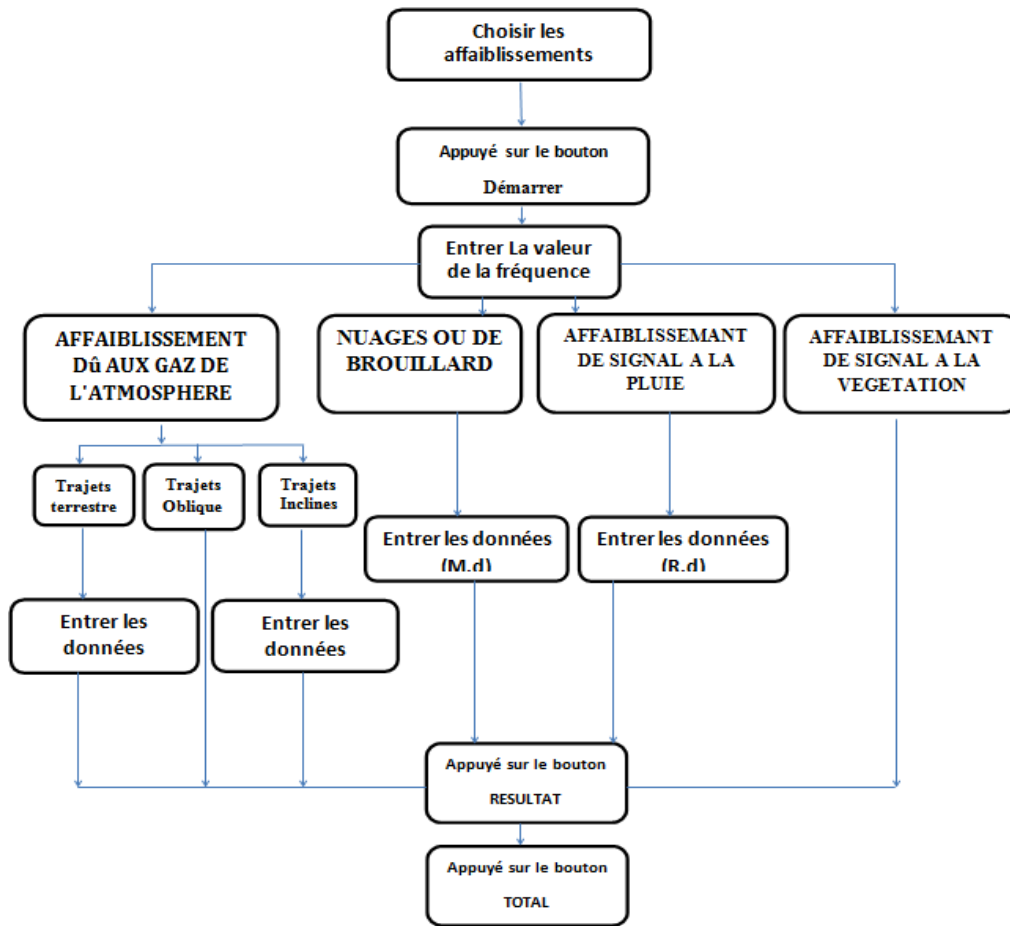 Choisir les
affaiblissements
Appuyé sur le bouton
Démarrer
Entrer La valeur
de la fréquence
AFFAIBLISSEMENT
Dû AUX GAZ DE
L'ATMOSPHERE
NUAGES OU DE
BROUILLARD
AFFAIBLISSEMANT
DE SIGNAL A LA
PLUIE
AFFAIBLISSEMANT
DE SIGNAL A LA
VEGETATION
Trajets
terrestre
Trajets
Oblique
Trajets
Inclines
Entrer les données
(M.d)
Entrer les données
(R.d)
Entrer les
données
Entrer les
données
Appuyé sur le bouton
RESULTAT
Appuyé sur le bouton
TOTAL